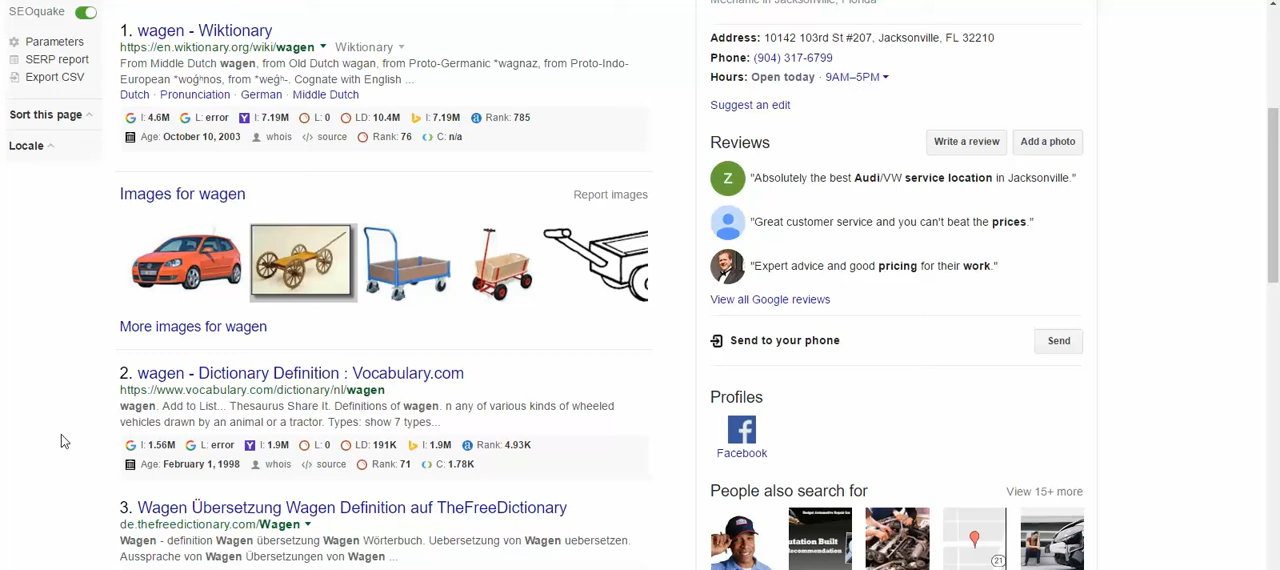 SEOquake
Parameters
SERP report
Export CSV
Sort this page
Locale
1. wagen - Wiktionary
https://en.wiktionary.org/wiki/wagen Wiktionary
From Middle Dutch wagen, from Old Dutch wagan, from Proto-Germanic *wagnaz, from Proto-Indo-
European *woǵʰnos, from *weǵʰ-. Cognate with English ...
Dutch · Pronunciation · German · Middle Dutch
I: 4.6M L: error I: 7.19M L: 0 LD: 10.4M I: 7.19M Rank: 785
Age: October 10, 2003 whois source Rank: 76 C: n/a
Images for wagen Report images
More images for wagen
2. wagen - Dictionary Definition : Vocabulary.com
https://www.vocabulary.com/dictionary/nl/wagen
wagen. Add to List... Thesaurus Share It. Definitions of wagen. n any of various kinds of wheeled
vehicles drawn by an animal or a tractor. Types: show 7 types...
I: 1.56M L: error I: 1.9M L: 0 LD: 191K I: 1.9M Rank: 4.93K
Age: February 1, 1998 whois source Rank: 71 C: 1.78K
3. Wagen Übersetzung Wagen Definition auf TheFreeDictionary
de.thefreedictionary.com/Wagen
Wagen - definition Wagen übersetzung Wagen Wörterbuch. Uebersetzung von Wagen uebersetzen.
Aussprache von Wagen Übersetzungen von Wagen ...
Mechanic in Jacksonville, Florida
Address: 10142 103rd St #207, Jacksonville, FL 32210
Phone: (904) 317-6799
Hours: Open today · 9AM–5PM
Suggest an edit
Reviews Write a review Add a photo
Z "Absolutely the best Audi/VW service location in Jacksonville."
"Great customer service and you can't beat the prices."
"Expert advice and good pricing for their work."
View all Google reviews
Send to your phone Send
Profiles
Facebook
People also search for View 15+ more
21